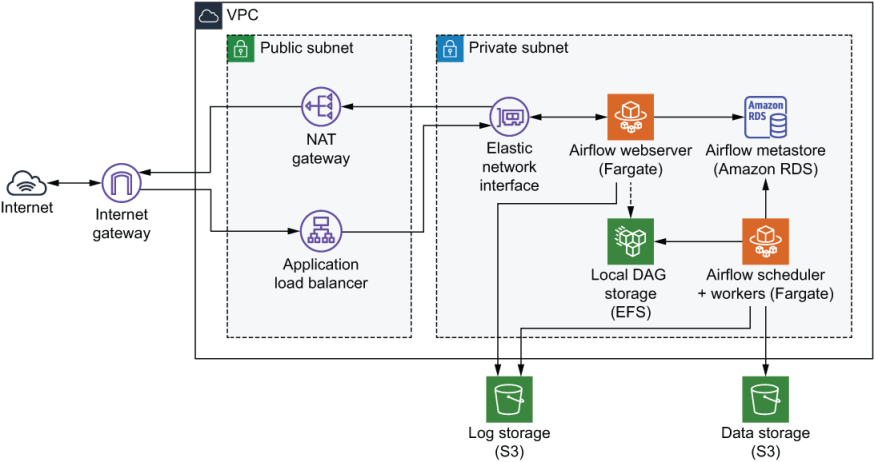 VPC
Public subnet
Private subnet
NAT
gateway
Elastic
network
interface
Airflow webserver
(Fargate)
Amazon
RDS
Airflow metastore
(Amazon RDS)
Internet
Internet
gateway
Application
load balancer
Local DAG
storage
(EFS)
Airflow scheduler
+ workers (Fargate)
Log storage
(S3)
Data storage
(S3)